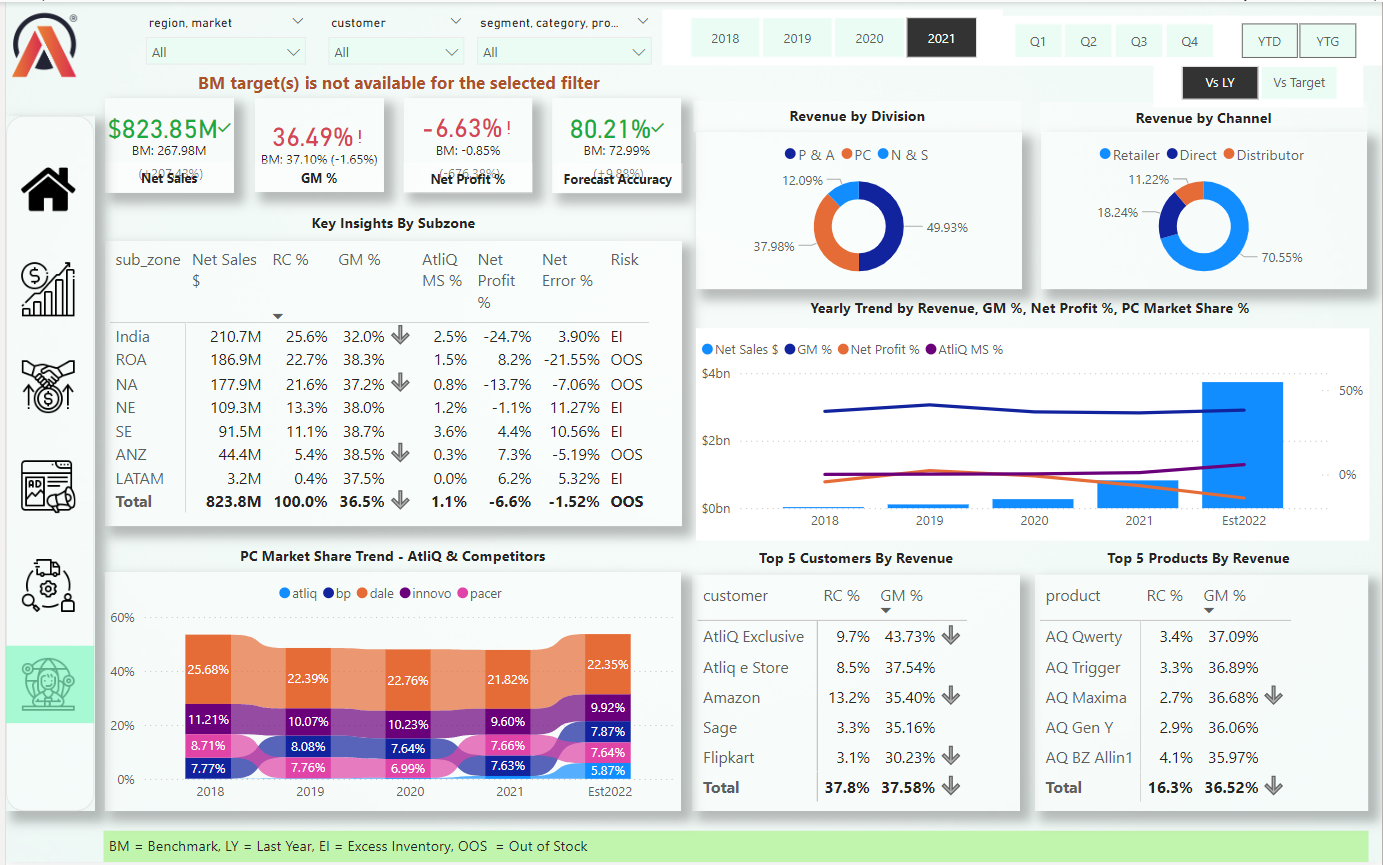 region, market customer segment, category, pro...
All All All
2018 2019 2020 2021
Q1 Q2 Q3 Q4
YTD YTG
Vs LY Vs Target
BM target(s) is not available for the selected filter
$823.85M
BM: 267.98M
(+207.43%)
Net Sales
36.49%!
BM: 37.10% (-1.65%)
GM %
-6.63%!
BM: -0.85%
(-676.38%)
Net Profit %
80.21%
BM: 72.99%
(+9.88%)
Forecast Accuracy
Revenue by Division
P & A PC N & S
12.09%
49.93%
37.98%
Revenue by Channel
Retailer Direct Distributor
11.22%
18.24%
70.55%
Key Insights By Subzone
sub_zone Net Sales $ RC % GM % AtliQ MS % Net Profit % Net Error % Risk
India 210.7M 25.6% 32.0% 2.5% -24.7% 3.90% EI
ROA 186.9M 22.7% 38.3% 1.5% 8.2% -21.55% OOS
NA 177.9M 21.6% 37.2% 0.8% -13.7% -7.06% OOS
NE 109.3M 13.3% 38.0% 1.2% -1.1% 11.27% EI
SE 91.5M 11.1% 38.7% 3.6% 4.4% 10.56% EI
ANZ 44.4M 5.4% 38.5% 0.3% 7.3% -5.19% OOS
LATAM 3.2M 0.4% 37.5% 0.0% 6.2% 5.32% EI
Total 823.8M 100.0% 36.5% 1.1% -6.6% -1.52% OOS
Yearly Trend by Revenue, GM %, Net Profit %, PC Market Share %
Net Sales $ GM % Net Profit % AtliQ MS %
$4bn
$2bn
$0bn
50%
0%
2018 2019 2020 2021 Est2022
PC Market Share Trend - AtliQ & Competitors
atliq bp dale innovo pacer
60%
40%
20%
0%
25.68% 22.39% 22.76% 21.82% 22.35%
11.21% 10.07% 10.23% 9.60% 9.92%
8.71% 8.08% 7.64% 7.66% 7.87%
7.77% 7.76% 6.99% 7.63% 7.64%
5.87%
2018 2019 2020 2021 Est2022
Top 5 Customers By Revenue
customer RC % GM %
AtliQ Exclusive 9.7% 43.73%
Atliq e Store 8.5% 37.54%
Amazon 13.2% 35.40%
Sage 3.3% 35.16%
Flipkart 3.1% 30.23%
Total 37.8% 37.58%
Top 5 Products By Revenue
product RC % GM %
AQ Qwerty 3.4% 37.09%
AQ Trigger 3.3% 36.89%
AQ Maxima 2.7% 36.68%
AQ Gen Y 2.9% 36.06%
AQ BZ Allin1 4.1% 35.97%
Total 16.3% 36.52%
AD
BM = Benchmark, LY = Last Year, EI = Excess Inventory, OOS = Out of Stock